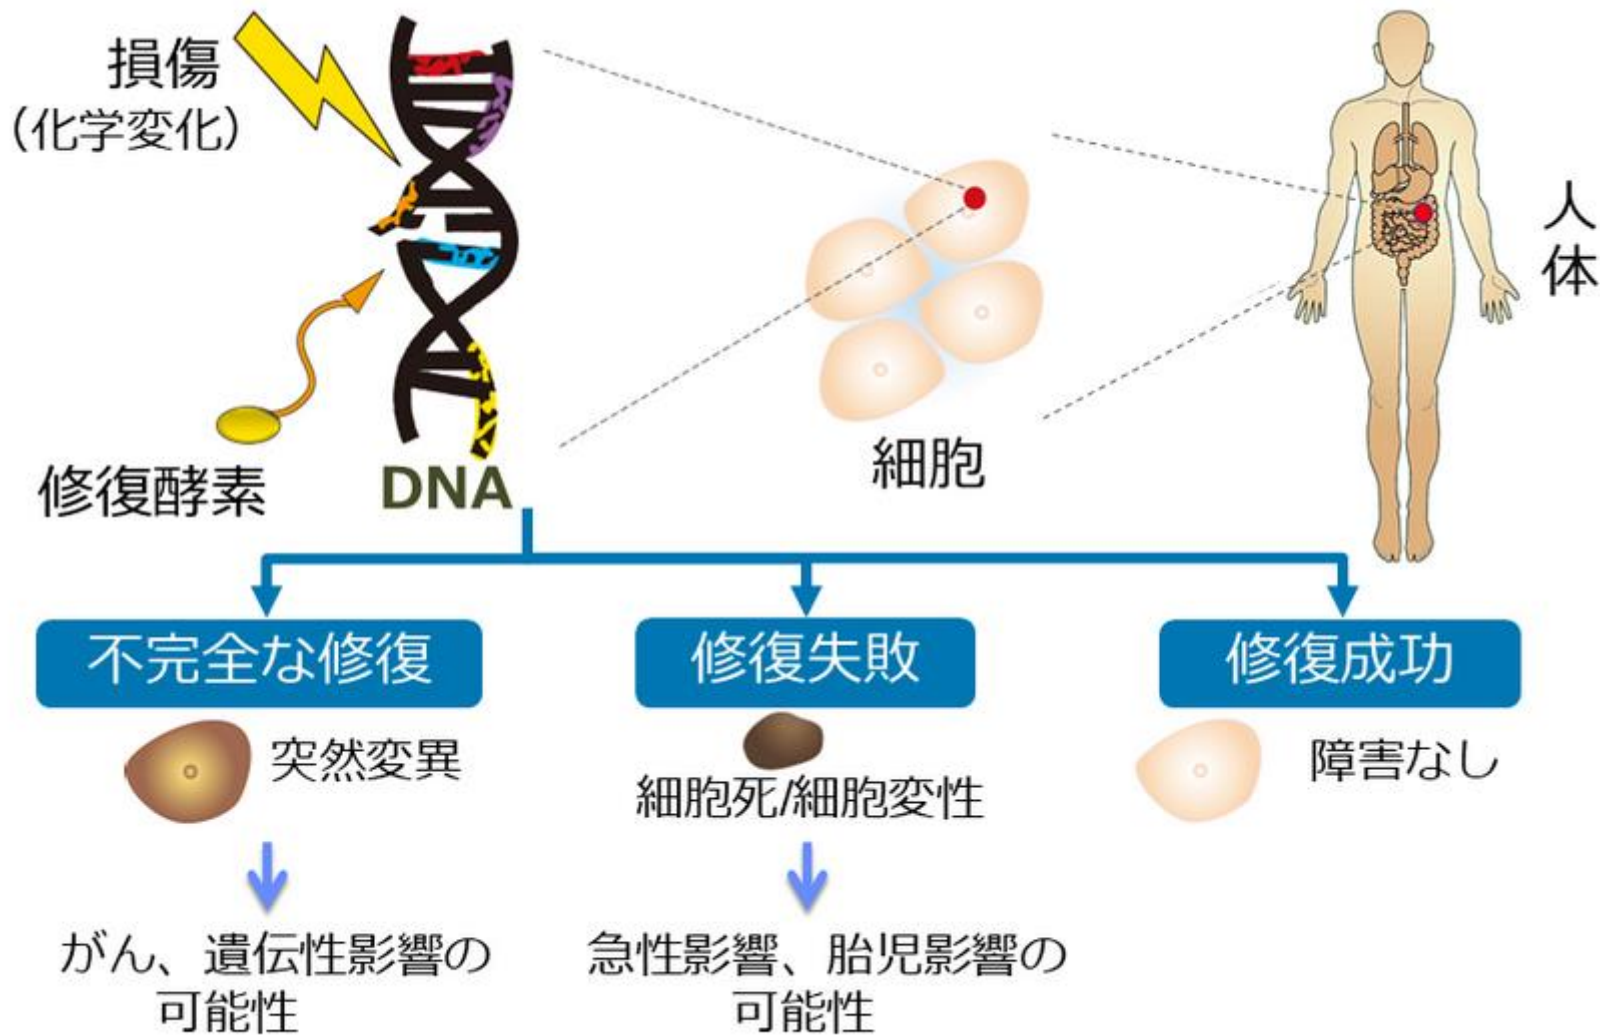 損傷
（化学変化）
人体
細胞
修復酵素
DNA
不完全な修復
修復失敗
修復成功
突然変異
細胞死/細胞変性
障害なし
がん、遺伝性影響の
可能性
急性影響、胎児影響の
可能性